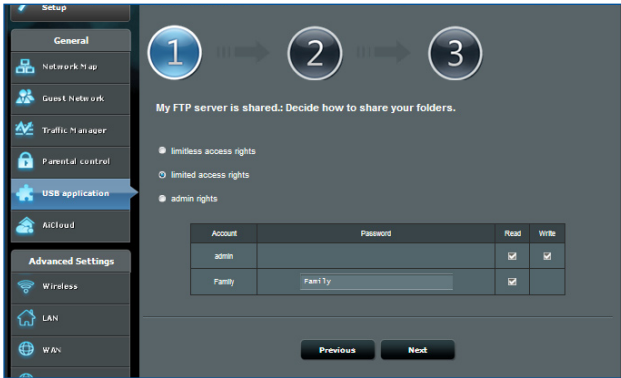 Setup
General
Network Map
Guest Network
Traffic Manager
Parental control
USB application
AiCloud
Advanced Settings
Wireless
LAN
WAN
1
2
3
My FTP server is shared.: Decide how to share your folders.
limitless access rights
limited access rights
admin rights
Account Password Read Write
admin
Family Family
Previous Next